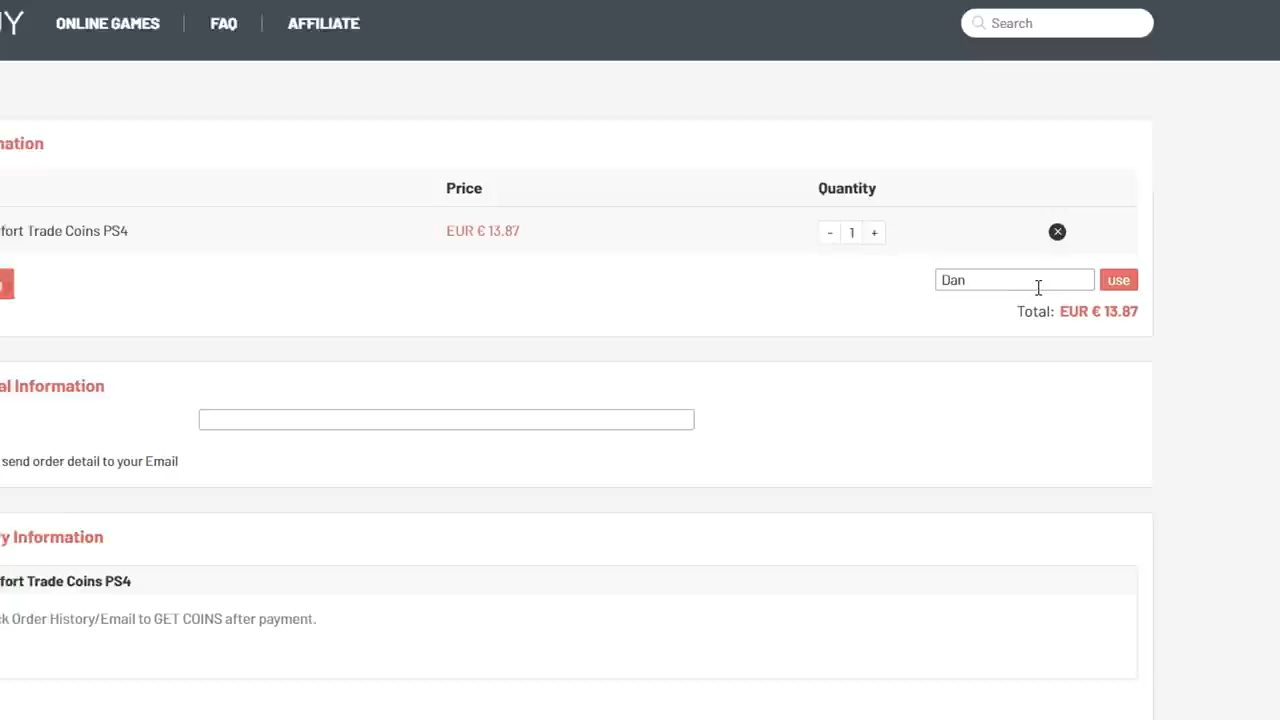 UY ONLINE GAMES FAQ AFFILIATE Search
mation
Price Quantity
fort Trade Coins PS4 EUR € 13.87 - 1 +
Dan use
Total: EUR € 13.87
al Information
send order detail to your Email
y Information
fort Trade Coins PS4
ck Order History/Email to GET COINS after payment.